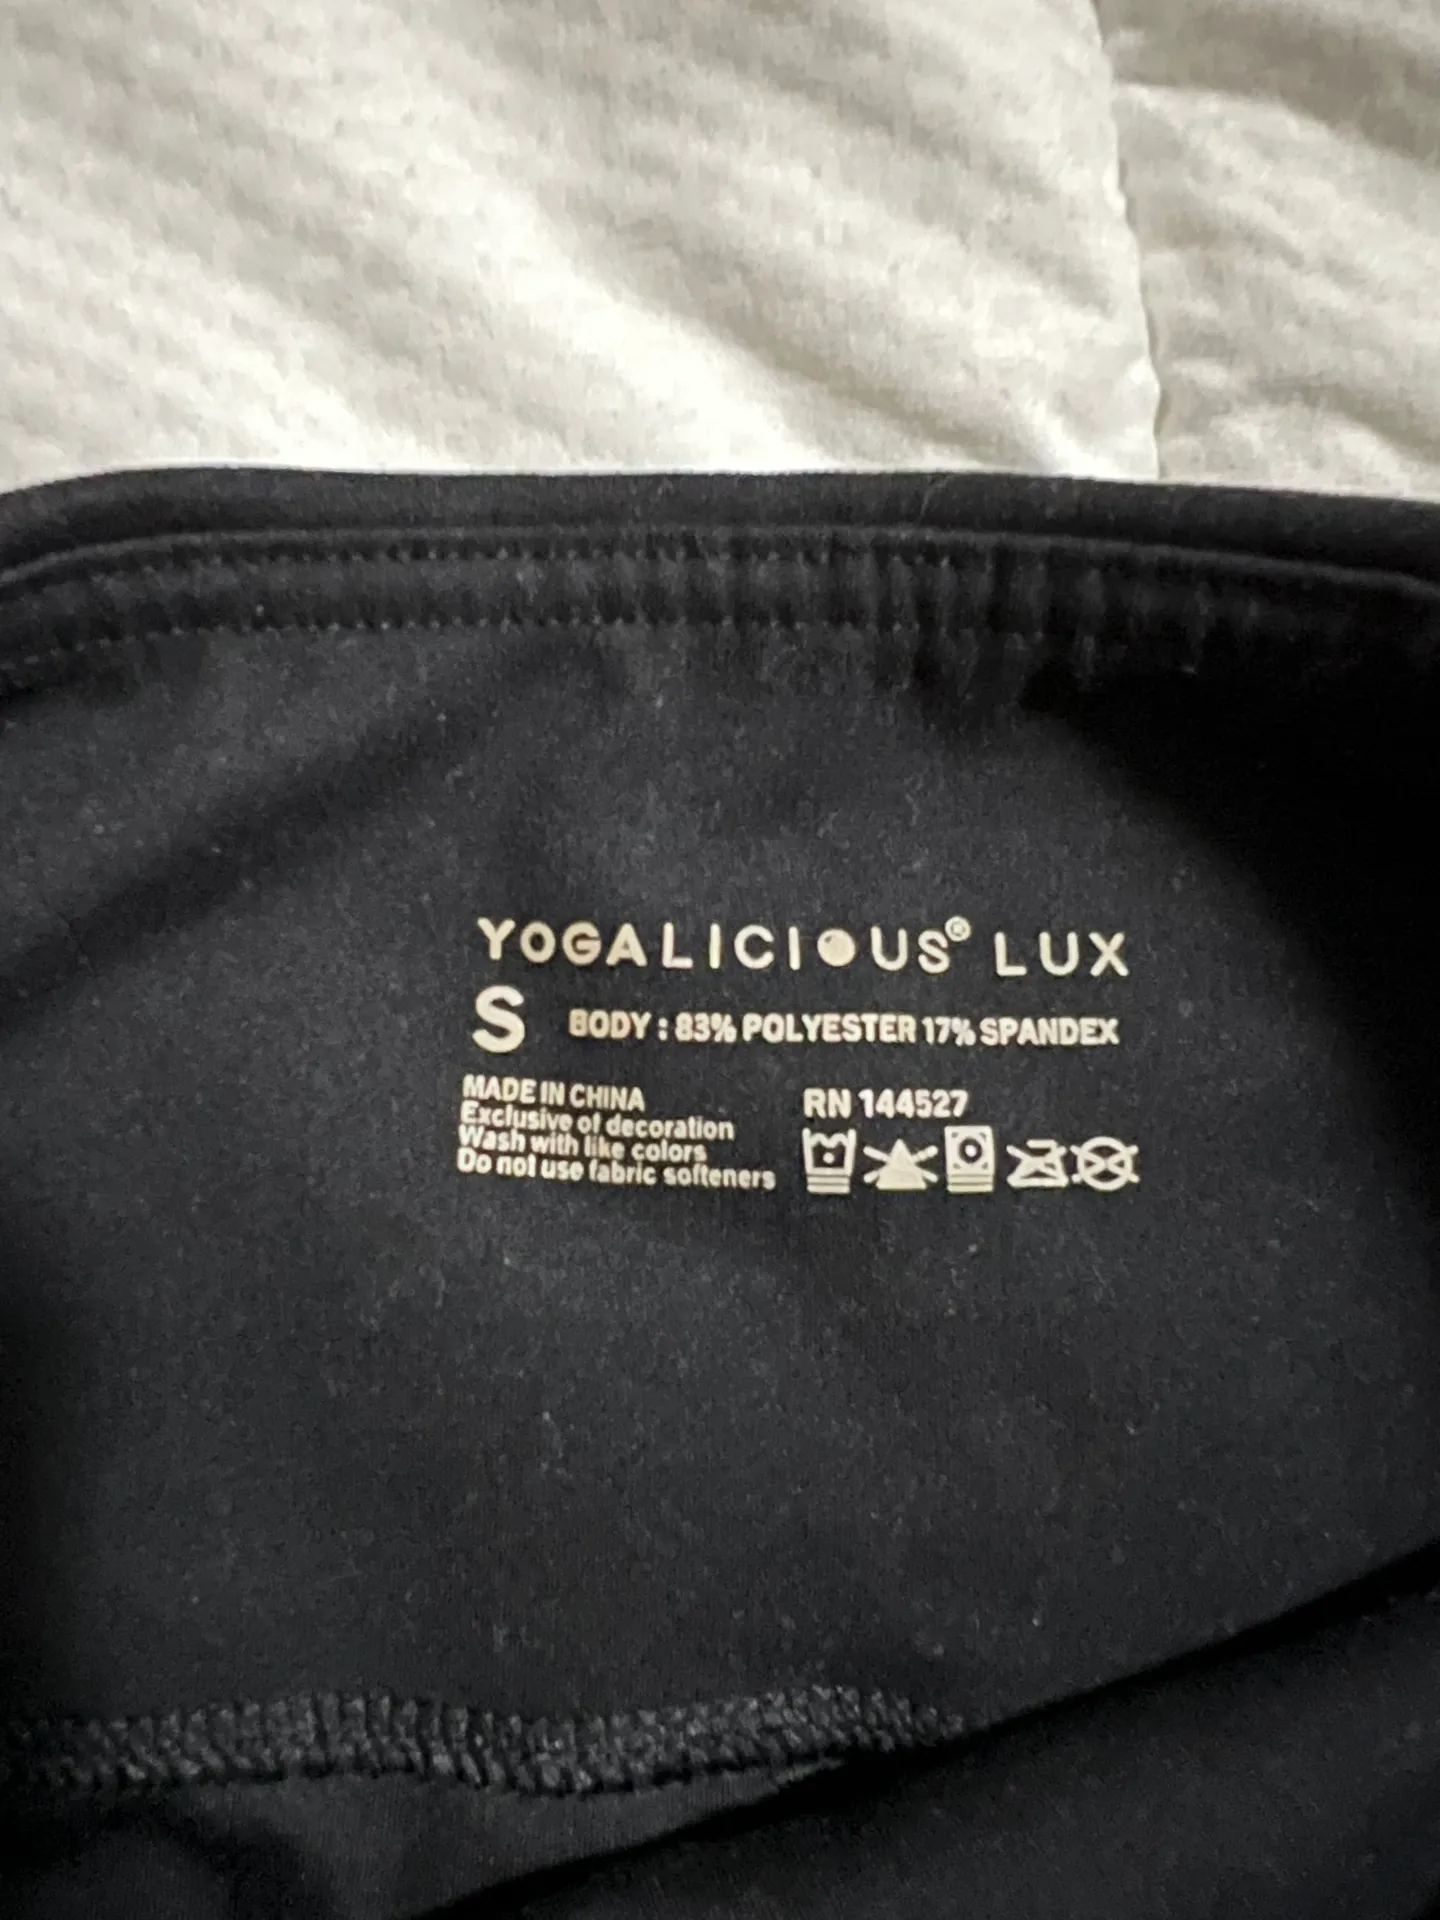 YOGALICIOUS® LUX
S BODY : 83% POLYESTER 17% SPANDEX
MADE IN CHINA
Exclusive of decoration
Wash with like colors
Do not use fabric softeners
RN 144527